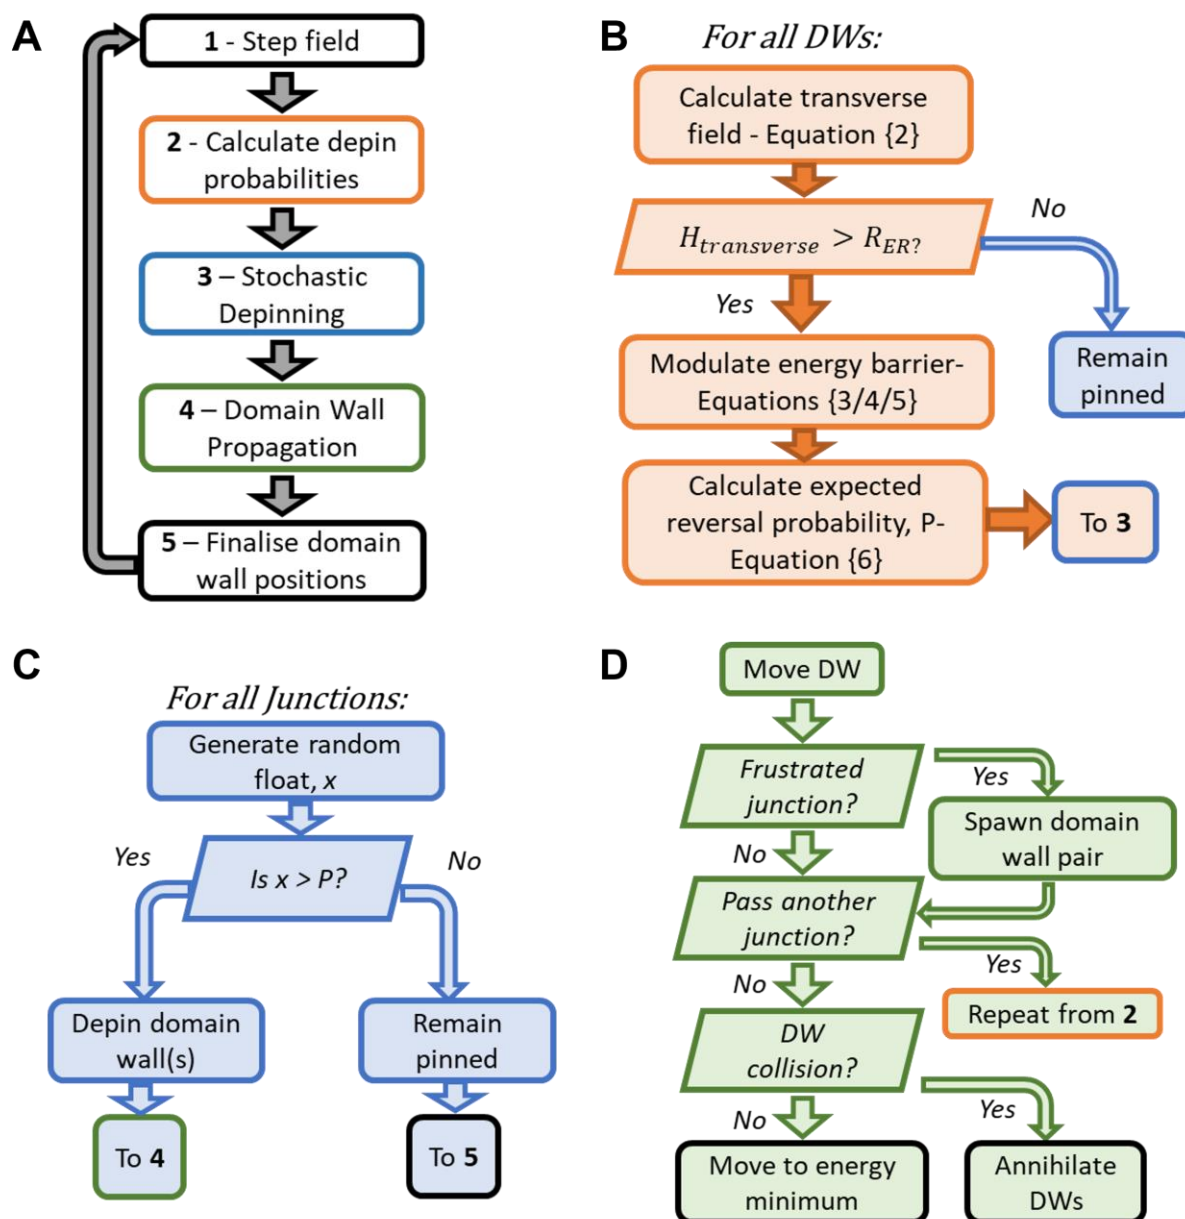 A
1 - Step field
2 - Calculate depin
probabilities
3 – Stochastic
Depinning
4 – Domain Wall
Propagation
5 – Finalise domain
wall positions
B
For all DWs:
Calculate transverse
field - Equation {2}
H_transverse > R_ER?
No
Yes
Remain
pinned
Modulate energy barrier-
Equations {3/4/5}
Calculate expected
reversal probability, P-
Equation {6}
To 3
C
For all Junctions:
Generate random
float, x
Is x > P?
Yes
No
Depin domain
wall(s)
Remain
pinned
To 4
To 5
D
Move DW
Frustrated
junction?
Yes
No
Spawn domain
wall pair
Pass another
junction?
Yes
No
Repeat from 2
DW
collision?
Yes
No
Move to energy
minimum
Annihilate
DWs